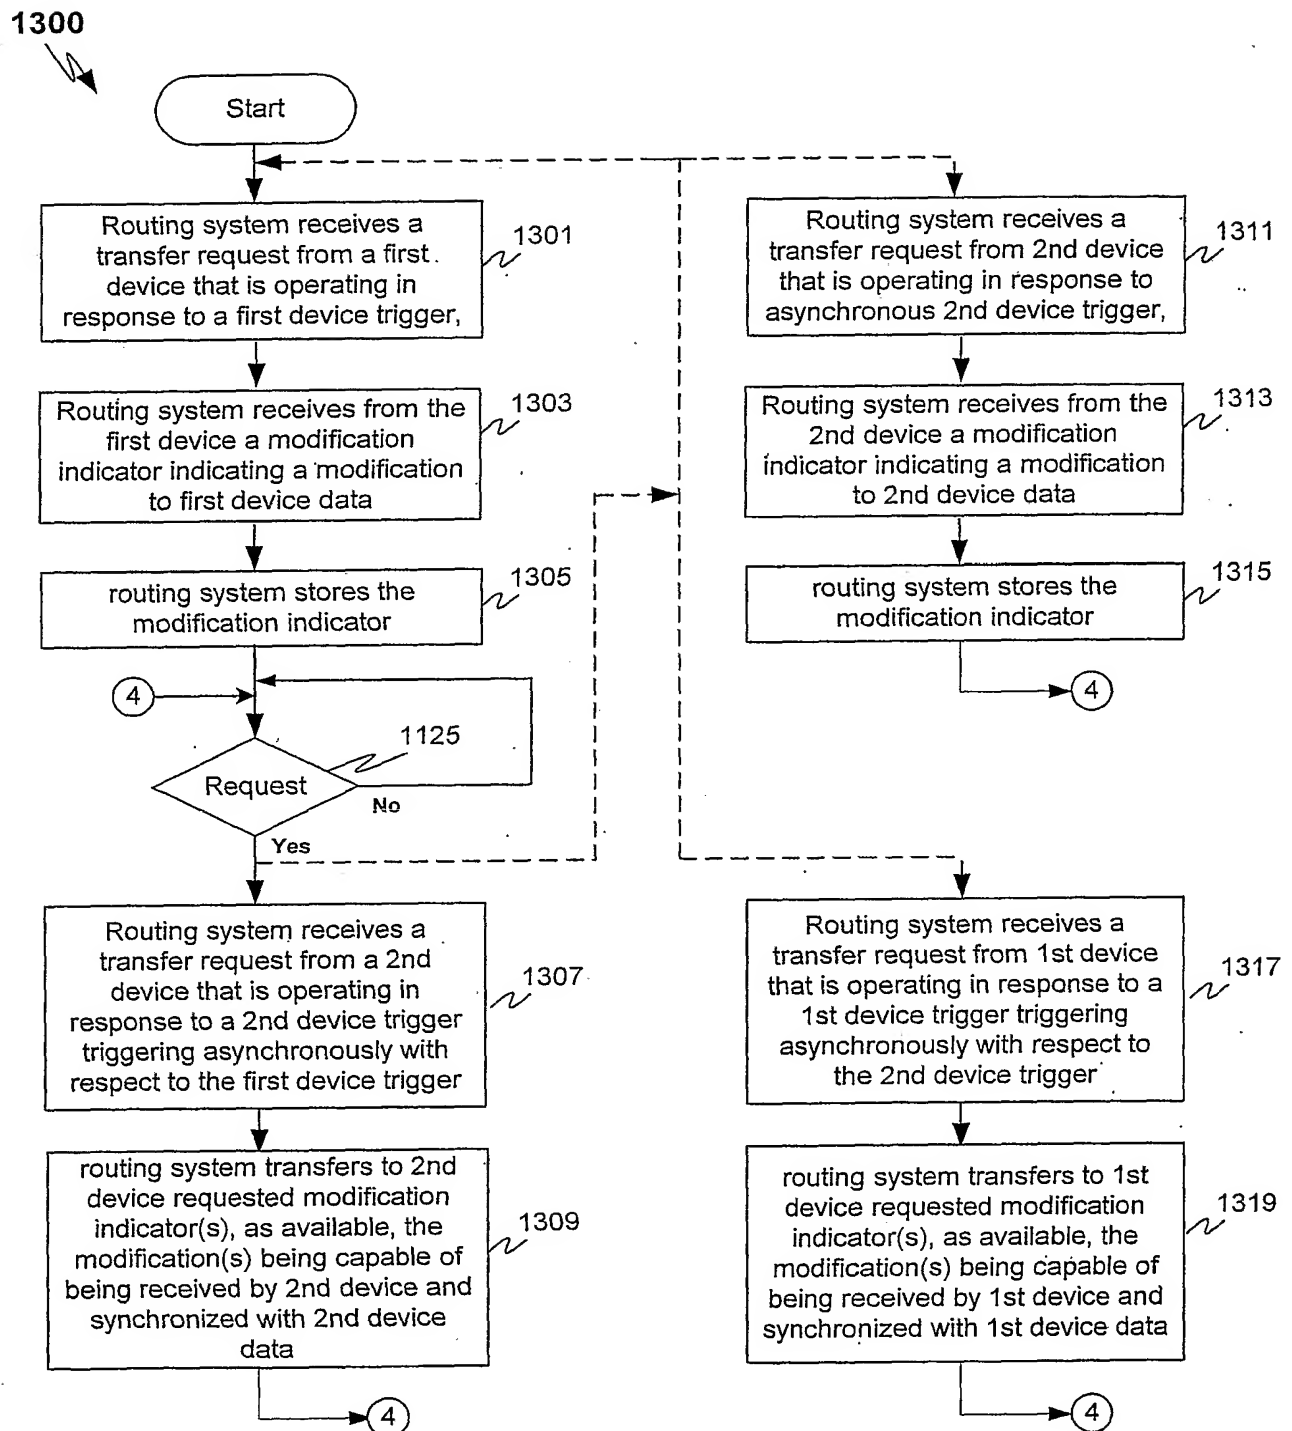 1300
Start
Routing system receives a
transfer request from a first
device that is operating in
response to a first device trigger,
1301
Routing system receives from the
first device a modification
indicator indicating a modification
to first device data
1303
routing system stores the
modification indicator
1305
4
Request
1125
No
Yes
Routing system receives a
transfer request from a 2nd
device that is operating in
response to a 2nd device trigger
triggering asynchronously with
respect to the first device trigger
1307
routing system transfers to 2nd
device requested modification
indicator(s), as available, the
modification(s) being capable of
being received by 2nd device and
synchronized with 2nd device
data
1309
4
Routing system receives a
transfer request from 2nd device
that is operating in response to
asynchronous 2nd device trigger,
1311
Routing system receives from the
2nd device a modification
indicator indicating a modification
to 2nd device data
1313
routing system stores the
modification indicator
1315
4
Routing system receives a
transfer request from 1st device
that is operating in response to a
1st device trigger triggering
asynchronously with respect to
the 2nd device trigger
1317
routing system transfers to 1st
device requested modification
indicator(s), as available, the
modification(s) being capable of
being received by 1st device and
synchronized with 1st device data
1319
4